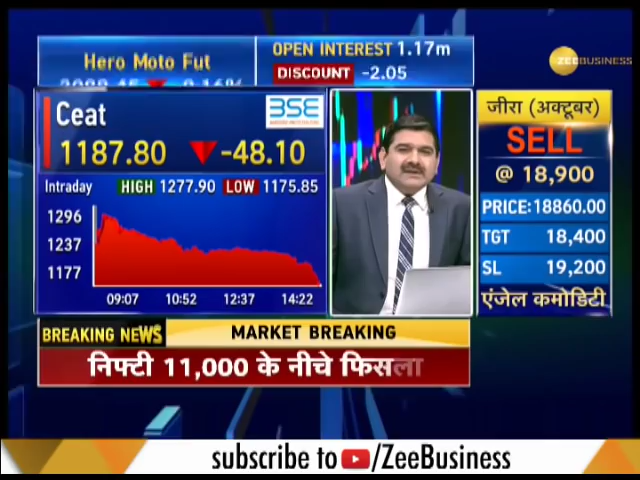 ZEE BUSINESS
Hero Moto Fut
OPEN INTEREST 1.17m
DISCOUNT -2.05
Ceat
BSE
1187.80 ▼ -48.10
Intraday HIGH 1277.90 LOW 1175.85
1296
1237
1177
09:07 10:52 12:37 14:22
जीरा (अक्टूबर)
SELL
@ 18,900
PRICE:18860.00
TGT 18,400
SL 19,200
एंजेल कमोडिटी
BREAKING NEWS MARKET BREAKING
निफ्टी 11,000 के नीचे फिसला
subscribe to /ZeeBusiness